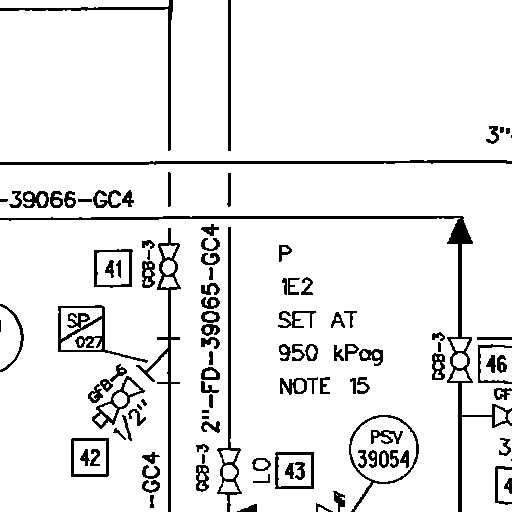 3"
-39066-GC4
41
GCB-3
2"-FD-39065-GC4
P
1E2
SET AT
950 kPag
NOTE 15
SP
027
GCB-3
46
GFB-6
1/2"
GF
3
42
-GC4
GCB-3
LO
43
PSV
39054
4